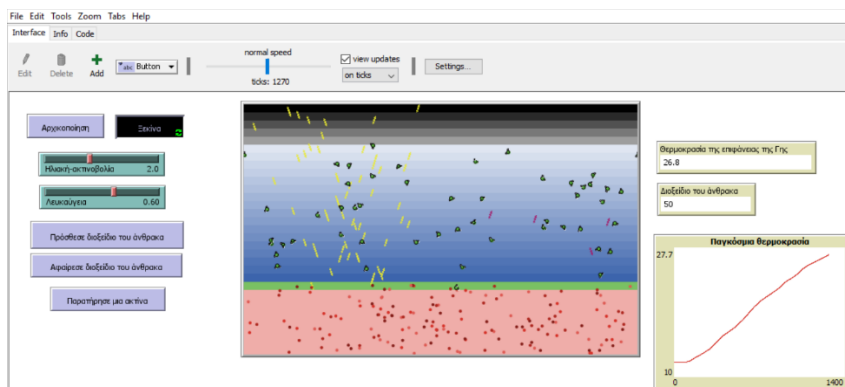 File Edit Tools Zoom Tabs Help
Interface Info Code
Edit Delete Add abc Button normal speed ticks: 1270 view updates on ticks Settings...
Αρχικοποίηση Ξεκίνα
Ηλιακή-ακτινοβολία 2.0
Λευκαύγεια 0.60
Πρόσθεσε διοξείδιο του άνθρακα
Αφαίρεσε διοξείδιο του άνθρακα
Παρατήρησε μια ακτίνα
Θερμοκρασία της επιφάνειας της Γης
26.8
Διοξείδιο του άνθρακα
50
Παγκόσμια θερμοκρασία
27.7
10
0 1400